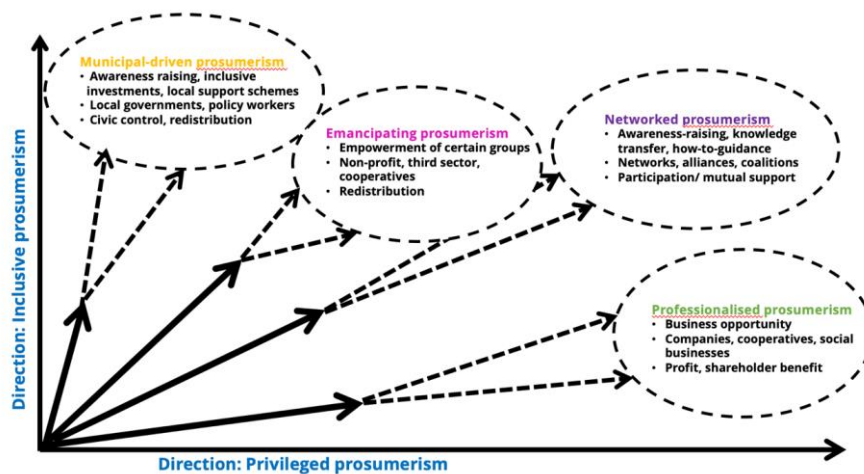 Municipal-driven prosumerism
• Awareness raising, inclusive
investments, local support schemes
• Local governments, policy workers
• Civic control, redistribution
Emancipating prosumerism
• Empowerment of certain groups
• Non-profit, third sector,
cooperatives
• Redistribution
Networked prosumerism
• Awareness-raising, knowledge
transfer, how-to-guidance
• Networks, alliances, coalitions
• Participation/ mutual support
Professionalised prosumerism
• Business opportunity
• Companies, cooperatives, social
businesses
• Profit, shareholder benefit
Direction: Inclusive prosumerism
Direction: Privileged prosumerism